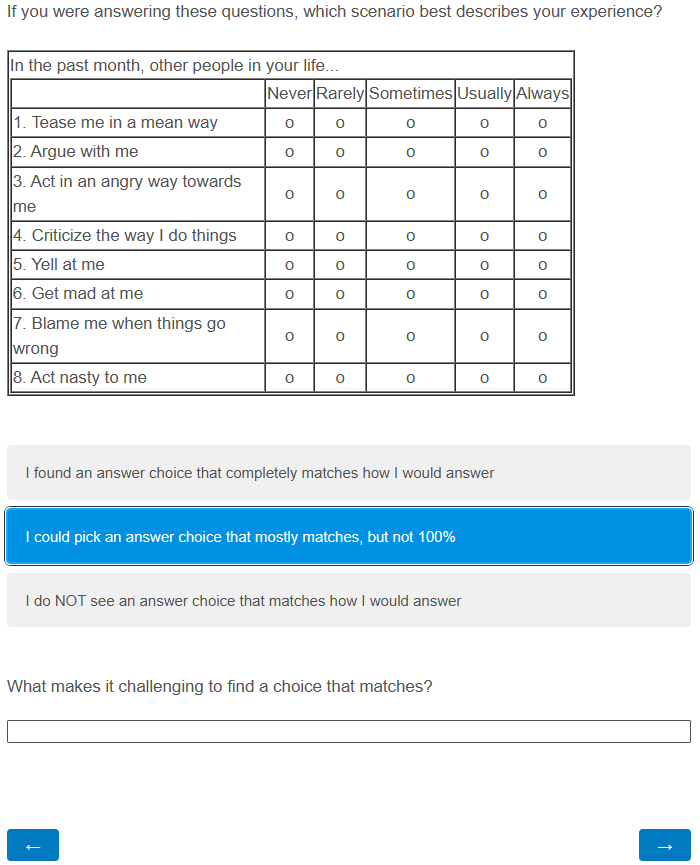 If you were answering these questions, which scenario best describes your experience?
In the past month, other people in your life...
Never Rarely Sometimes Usually Always
1. Tease me in a mean way o o o o o
2. Argue with me o o o o o
3. Act in an angry way towards
me o o o o o
4. Criticize the way I do things o o o o o
5. Yell at me o o o o o
6. Get mad at me o o o o o
7. Blame me when things go
wrong o o o o o
8. Act nasty to me o o o o o
I found an answer choice that completely matches how I would answer
I could pick an answer choice that mostly matches, but not 100%
I do NOT see an answer choice that matches how I would answer
What makes it challenging to find a choice that matches?
← →